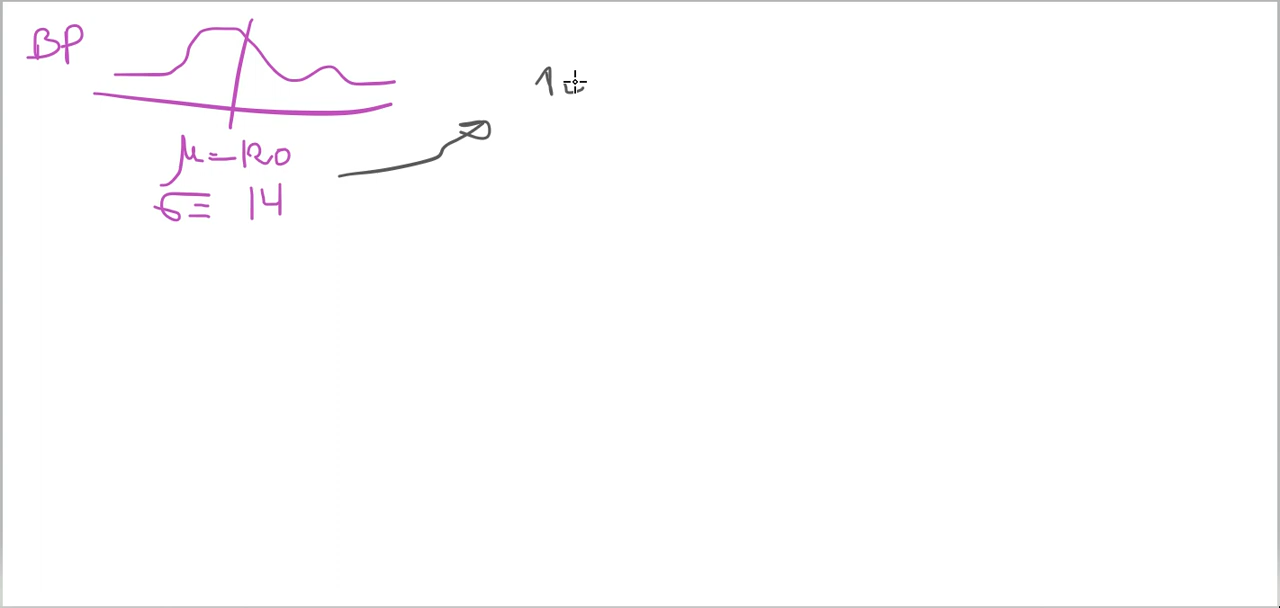 BP
μ = 120
σ = 14